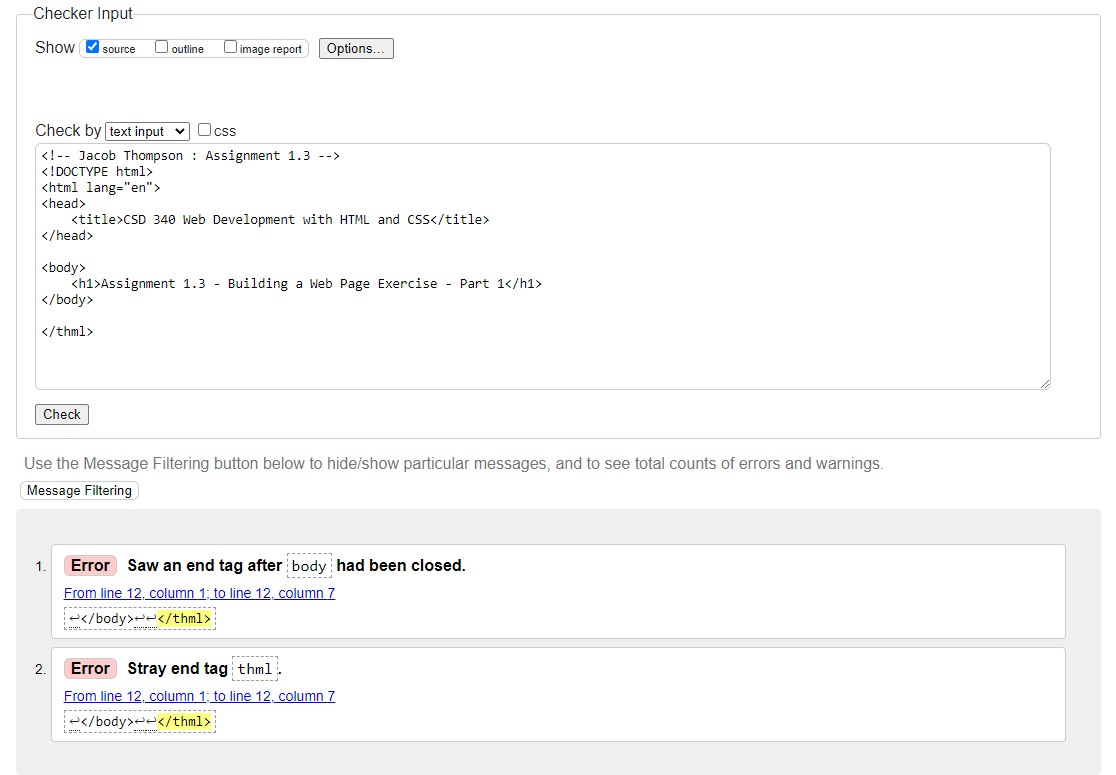 Checker Input
Show source outline image report Options...
Check by text input css
<!-- Jacob Thompson : Assignment 1.3 -->
<!DOCTYPE html>
<html lang="en">
<head>
    <title>CSD 340 Web Development with HTML and CSS</title>
</head>
<body>
    <h1>Assignment 1.3 - Building a Web Page Exercise - Part 1</h1>
</body>
</thml>
Check
Use the Message Filtering button below to hide/show particular messages, and to see total counts of errors and warnings.
Message Filtering
1. Error Saw an end tag after body had been closed.
From line 12, column 1; to line 12, column 7
↩</body>↩↩</thml>
2. Error Stray end tag thml.
From line 12, column 1; to line 12, column 7
↩</body>↩↩</thml>